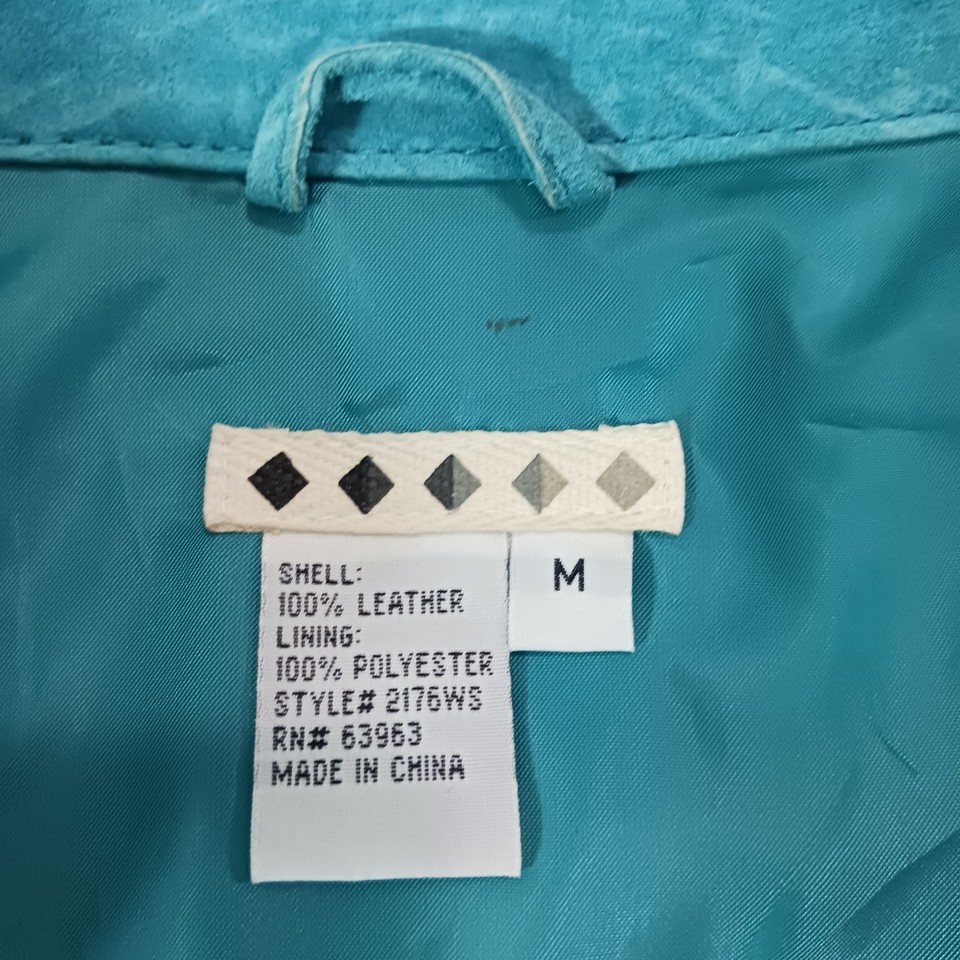 SHELL:
100% LEATHER
LINING:
100% POLYESTER
STYLE# 2176WS
RN# 63963
MADE IN CHINA
M